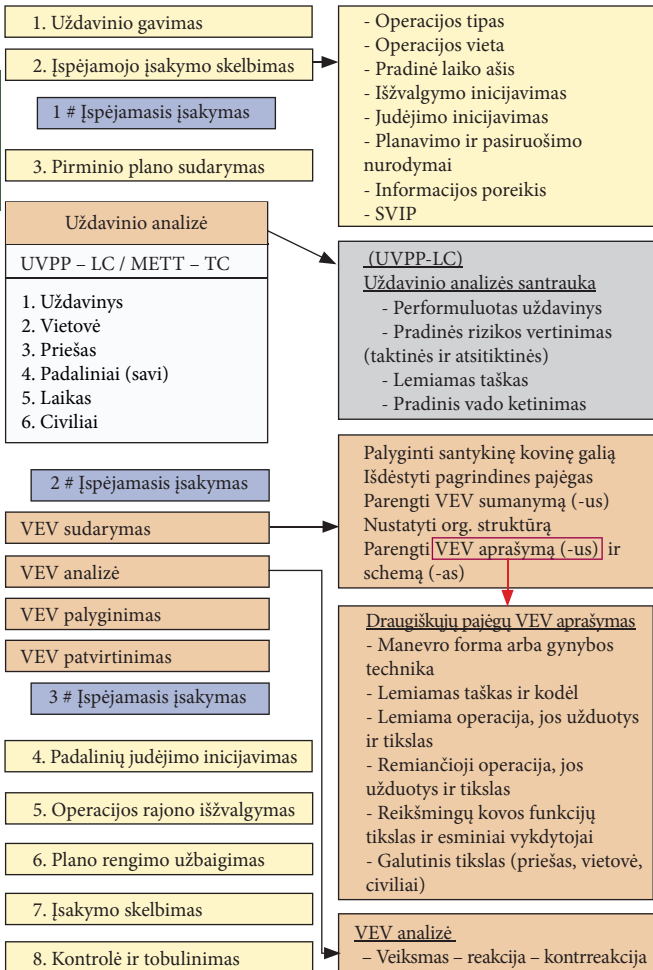 1. Uždavinio gavimas
2. Įspėjamojo įsakymo skelbimas
1 # Įspėjamasis įsakymas
3. Pirminio plano sudarymas
- Operacijos tipas
- Operacijos vieta
- Pradinė laiko ašis
- Išžvalgymo inicijavimas
- Judėjimo inicijavimas
- Planavimo ir pasiruošimo
nurodymai
- Informacijos poreikis
- SVIP
Uždavinio analizė
UVPP – LC / METT – TC
1. Uždavinys
2. Vietovė
3. Priešas
4. Padaliniai (savi)
5. Laikas
6. Civiliai
(UVPP-LC)
Uždavinio analizės santrauka
- Performuluotas uždavinys
- Pradinės rizikos vertinimas
(taktinės ir atsitiktinės)
- Lemiamas taškas
- Pradinis vado ketinimas
2 # Įspėjamasis įsakymas
VEV sudarymas
VEV analizė
VEV palyginimas
VEV patvirtinimas
3 # Įspėjamasis įsakymas
Palyginti santykinę kovinę galią
Išdėstyti pagrindines pajėgas
Parengti VEV sumanymą (-us)
Nustatyti org. struktūrą
Parengti VEV aprašymą (-us) ir
schemą (-as)
Draugiškųjų pajėgų VEV aprašymas
- Manevro forma arba gynybos
technika
- Lemiamas taškas ir kodėl
- Lemiama operacija, jos užduotys
ir tikslas
- Remiančioji operacija, jos
užduotys ir tikslas
- Reikšmingų kovos funkcijų
tikslas ir esminiai vykdytojai
- Galutinis tikslas (priešas, vietovė,
civiliai)
4. Padalinių judėjimo inicijavimas
5. Operacijos rajono išžvalgymas
6. Plano rengimo užbaigimas
7. Įsakymo skelbimas
8. Kontrolė ir tobulinimas
VEV analizė
– Veiksmas – reakcija – kontrreakcija